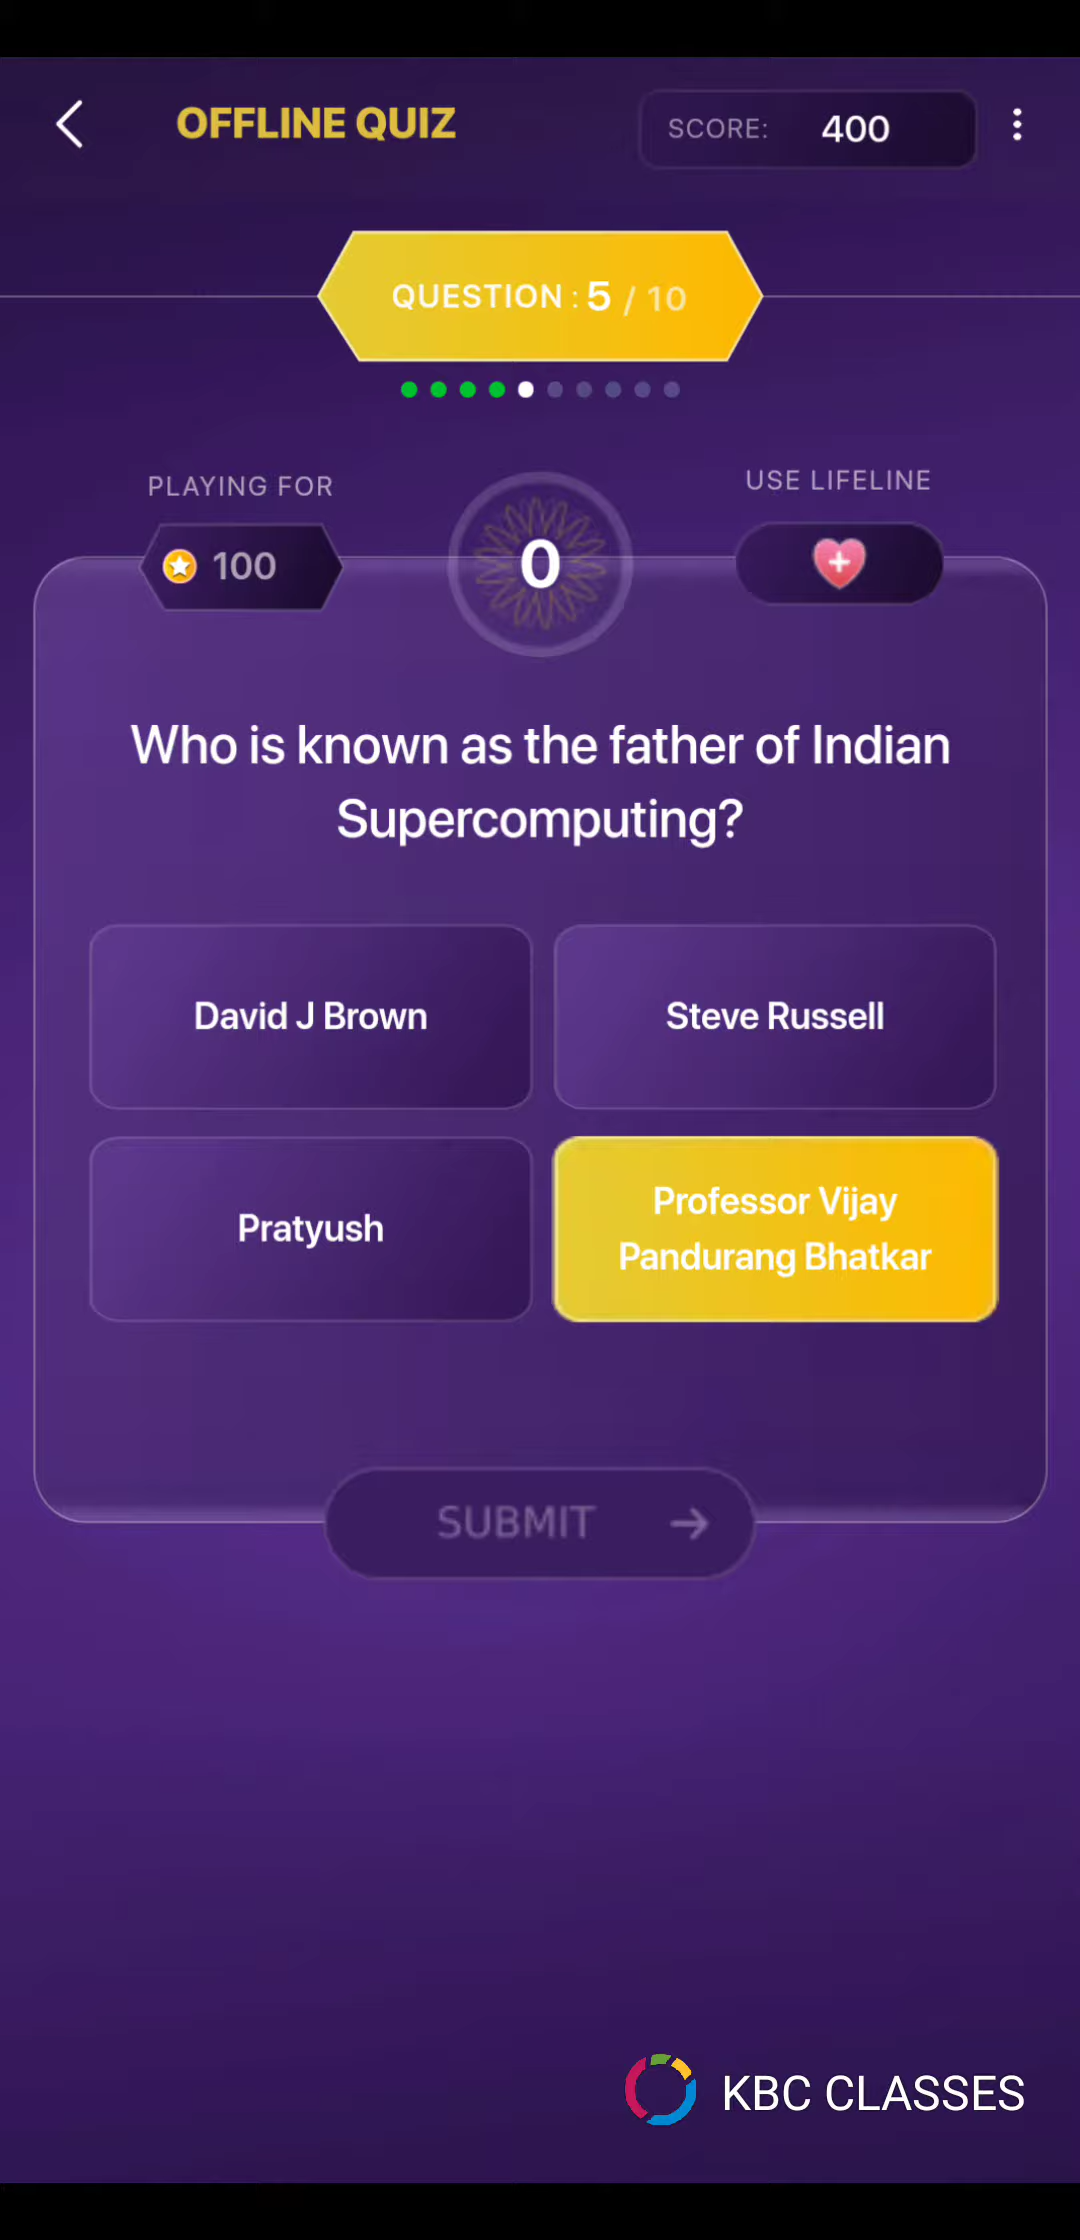 OFFLINE QUIZ
SCORE: 400
QUESTION : 5 / 10
PLAYING FOR
USE LIFELINE
100
0
Who is known as the father of Indian
Supercomputing?
David J Brown
Steve Russell
Pratyush
Professor Vijay
Pandurang Bhatkar
SUBMIT
KBC CLASSES